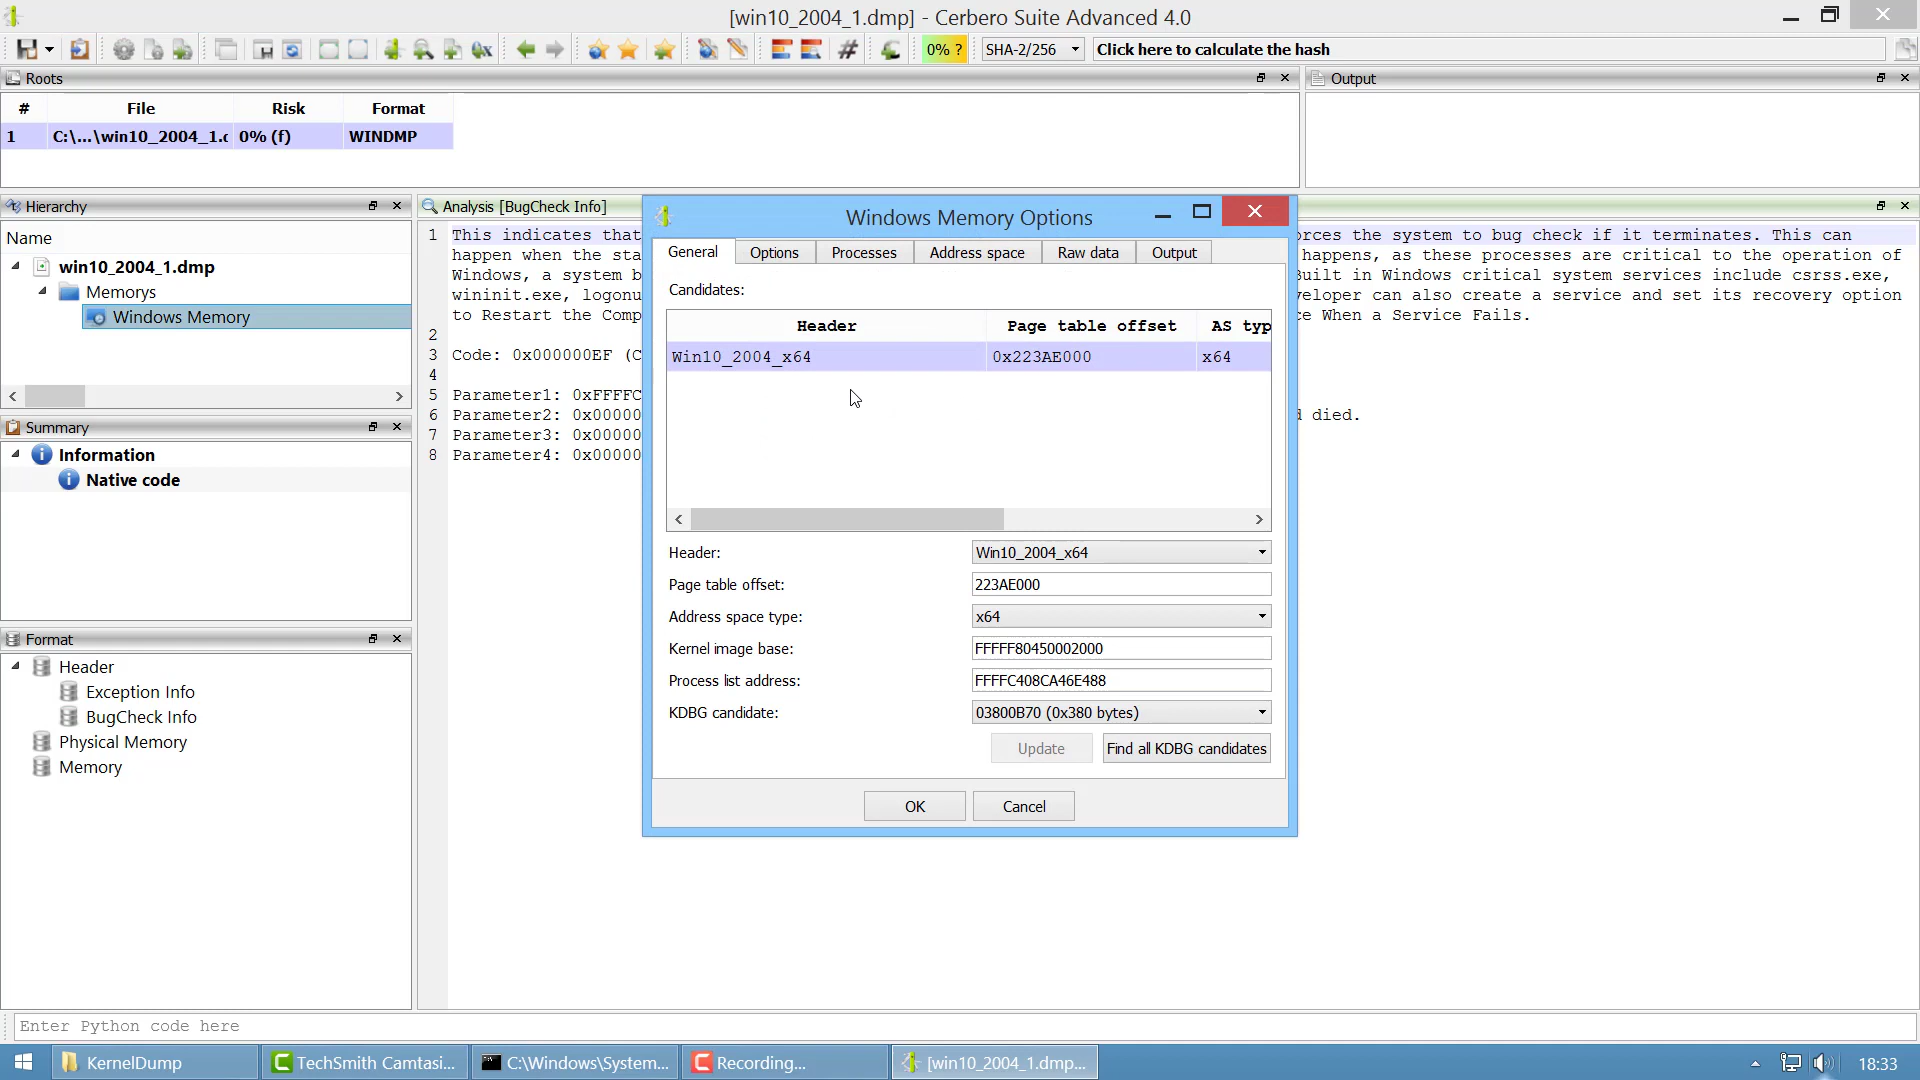 [win10_2004_1.dmp] - Cerbero Suite Advanced 4.0
0% ?
SHA-2/256
Click here to calculate the hash
Roots
Output
# File Risk Format
1 C:\...\win10_2004_1.c 0% (f) WINDMP
Hierarchy
Name
win10_2004_1.dmp
Memorys
Windows Memory
Summary
Information
Native code
Format
Header
Exception Info
BugCheck Info
Physical Memory
Memory
Analysis [BugCheck Info]
1 This indicates that
happen when the sta
Windows, a system b
wininit.exe, logonu
to Restart the Comp
2
3 Code: 0x000000EF (C
4
5 Parameter1: 0xFFFFC
6 Parameter2: 0x00000
7 Parameter3: 0x00000
8 Parameter4: 0x00000
orces the system to bug check if it terminates. This can
happens, as these processes are critical to the operation of
Built in Windows critical system services include csrss.exe,
veloper can also create a service and set its recovery option
ce When a Service Fails.
d died.
Windows Memory Options
General Options Processes Address space Raw data Output
Candidates:
Header Page table offset AS typ
Win10_2004_x64 0x223AE000 x64
Header: Win10_2004_x64
Page table offset: 223AE000
Address space type: x64
Kernel image base: FFFFF80450002000
Process list address: FFFFC408CA46E488
KDBG candidate: 03800B70 (0x380 bytes)
Update Find all KDBG candidates
OK Cancel
Enter Python code here
KernelDump
TechSmith Camtasi...
C:\Windows\System...
Recording...
[win10_2004_1.dmp...
18:33